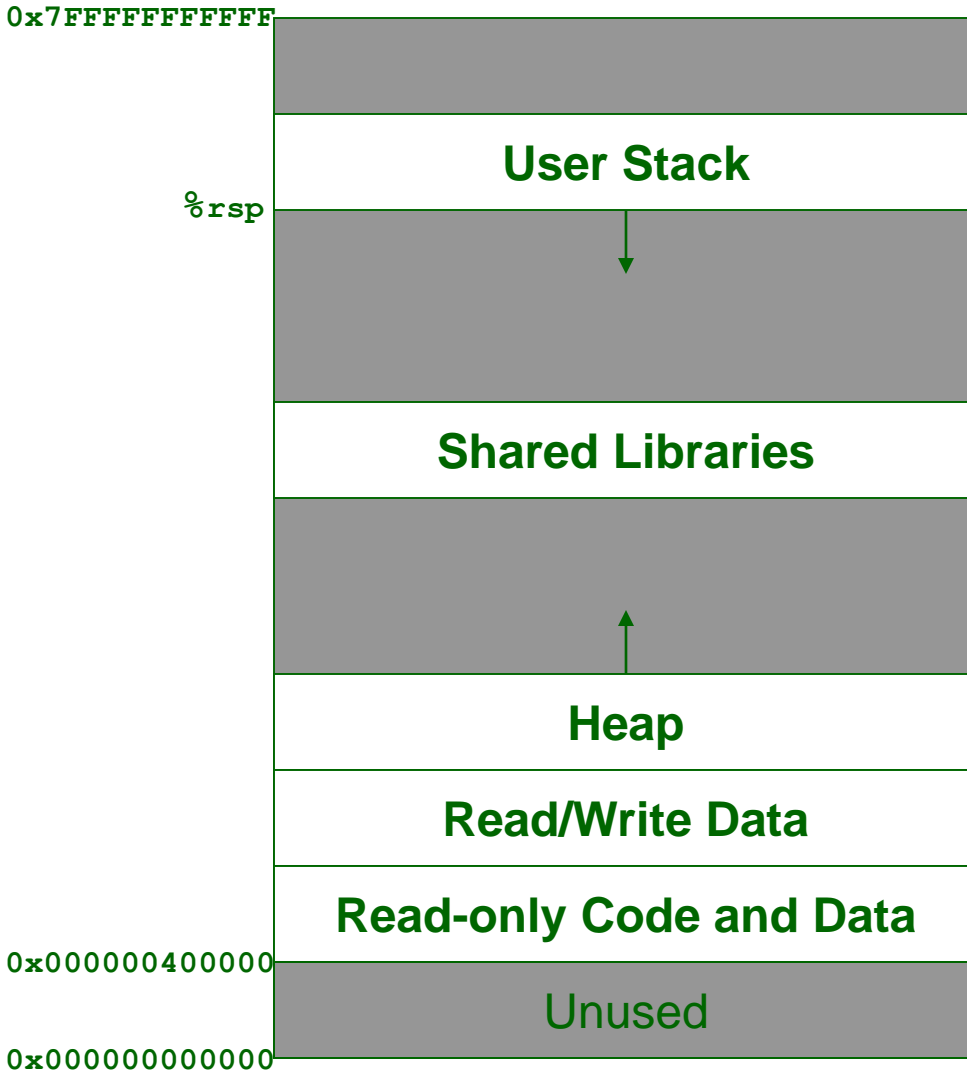 0x7FFFFFFFFFFF
User Stack
%rsp
Shared Libraries
Heap
Read/Write Data
Read-only Code and Data
0x000000400000
Unused
0x000000000000